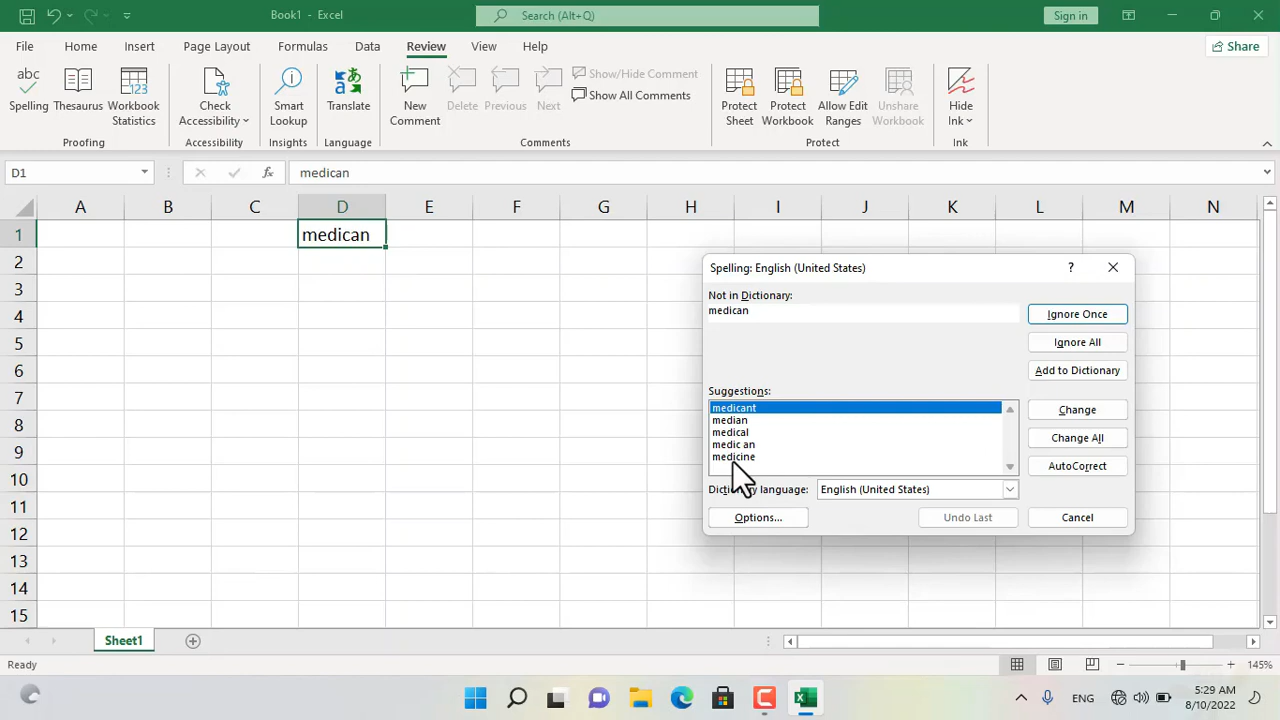 Book1 - Excel
Search (Alt+Q)
Sign in
File Home Insert Page Layout Formulas Data Review View Help
Share
abc
Spelling
Thesaurus
123
Workbook
Statistics
Check
Accessibility
Smart
Lookup
Translate
New
Comment
Delete
Previous
Next
Show/Hide Comment
Show All Comments
Protect
Sheet
Protect
Workbook
Allow Edit
Ranges
Unshare
Workbook
Hide
Ink
Proofing Accessibility Insights Language Comments Protect Ink
D1
fx
medican
A B C D E F G H I J K L M N
1 medican
2
3
4
5
6
7
8
9
10
11
12
13
14
15
Spelling: English (United States)
?
Not in Dictionary:
medican
Ignore Once
Ignore All
Add to Dictionary
Suggestions:
medicant
median
medical
medic an
medicine
Change
Change All
AutoCorrect
Dictionary language: English (United States)
Options...
Undo Last
Cancel
Sheet1
Ready
145%
ENG
5:29 AM
8/10/2022